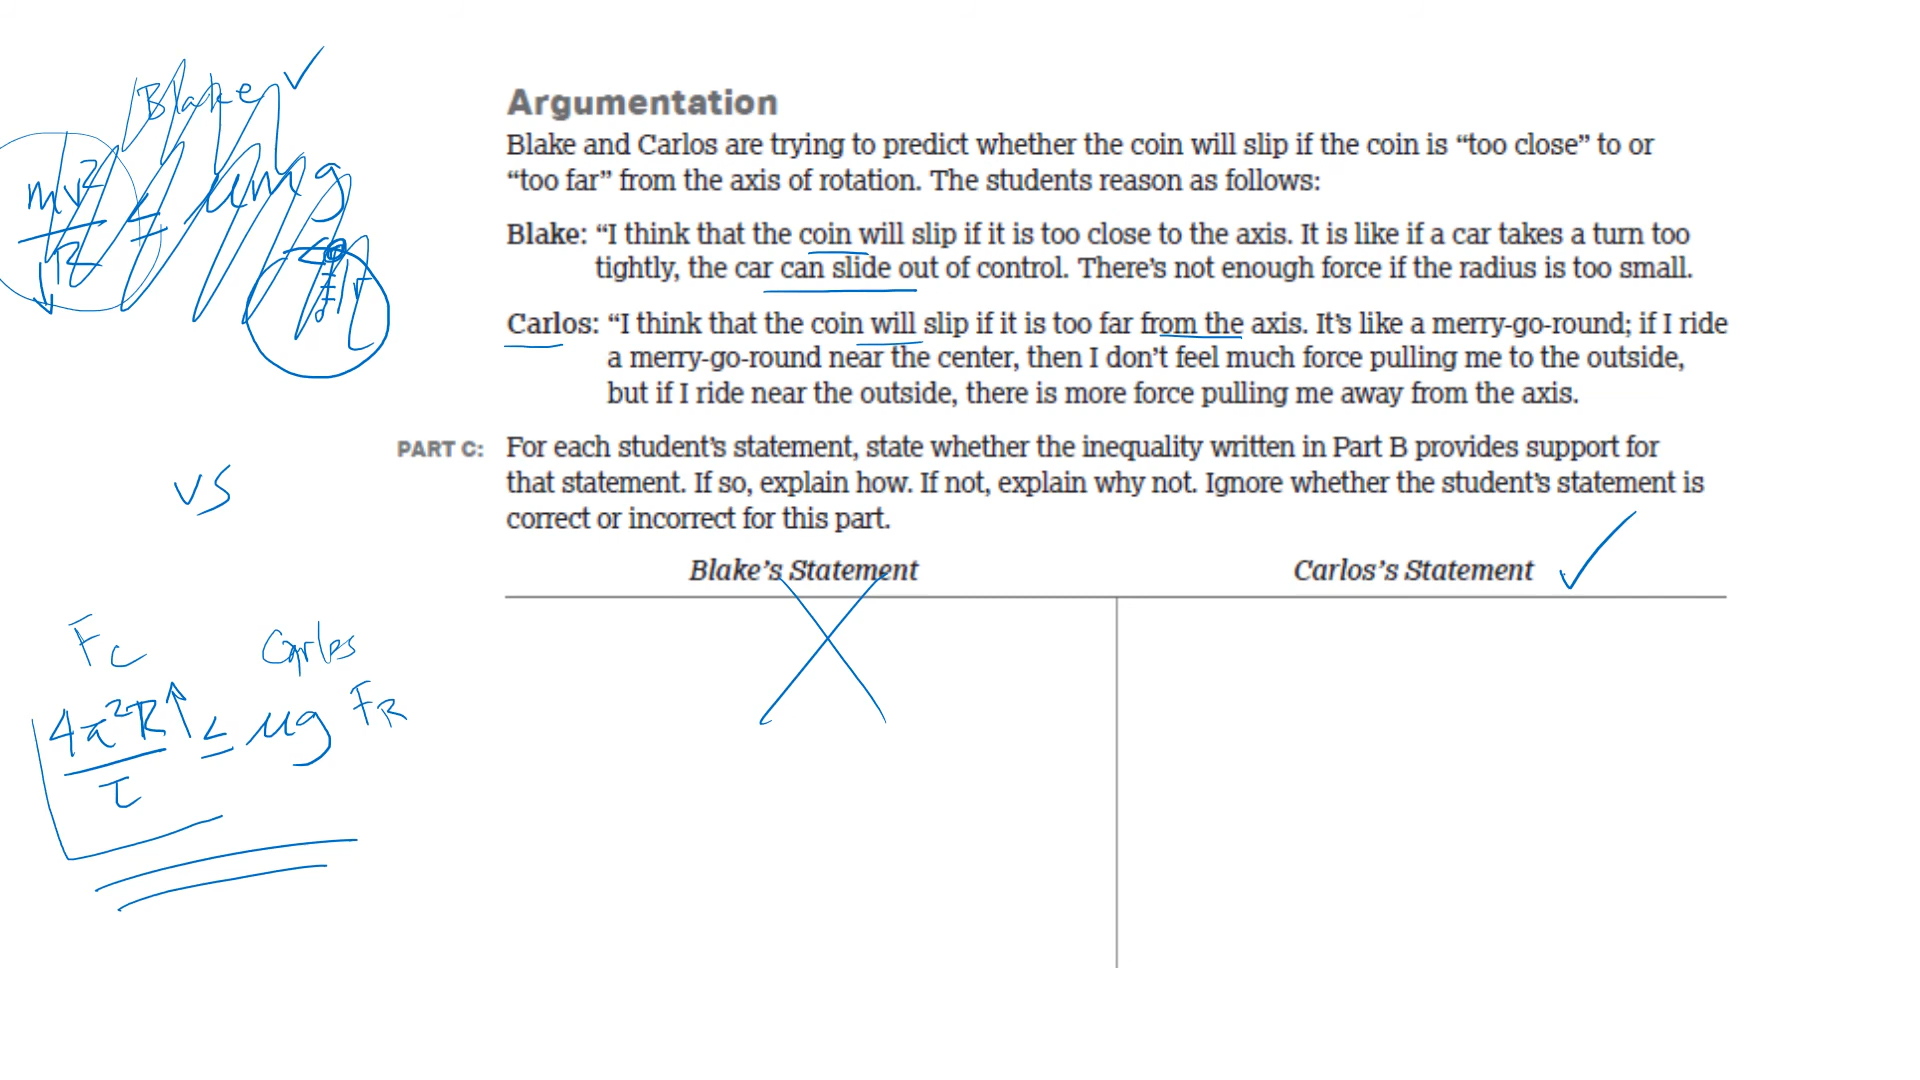 Blake ✓
mv²/R ≤ μmg
Argumentation
Blake and Carlos are trying to predict whether the coin will slip if the coin is “too close” to or
“too far” from the axis of rotation. The students reason as follows:
Blake: “I think that the coin will slip if it is too close to the axis. It is like if a car takes a turn too
tightly, the car can slide out of control. There’s not enough force if the radius is too small.
Carlos: “I think that the coin will slip if it is too far from the axis. It’s like a merry-go-round; if I ride
a merry-go-round near the center, then I don’t feel much force pulling me to the outside,
but if I ride near the outside, there is more force pulling me away from the axis.
PART C: For each student’s statement, state whether the inequality written in Part B provides support for
that statement. If so, explain how. If not, explain why not. Ignore whether the student’s statement is
correct or incorrect for this part.
vs
Blake’s Statement
Carlos’s Statement ✓
Fc Carlos
4π²R↑/T ≤ μg FR